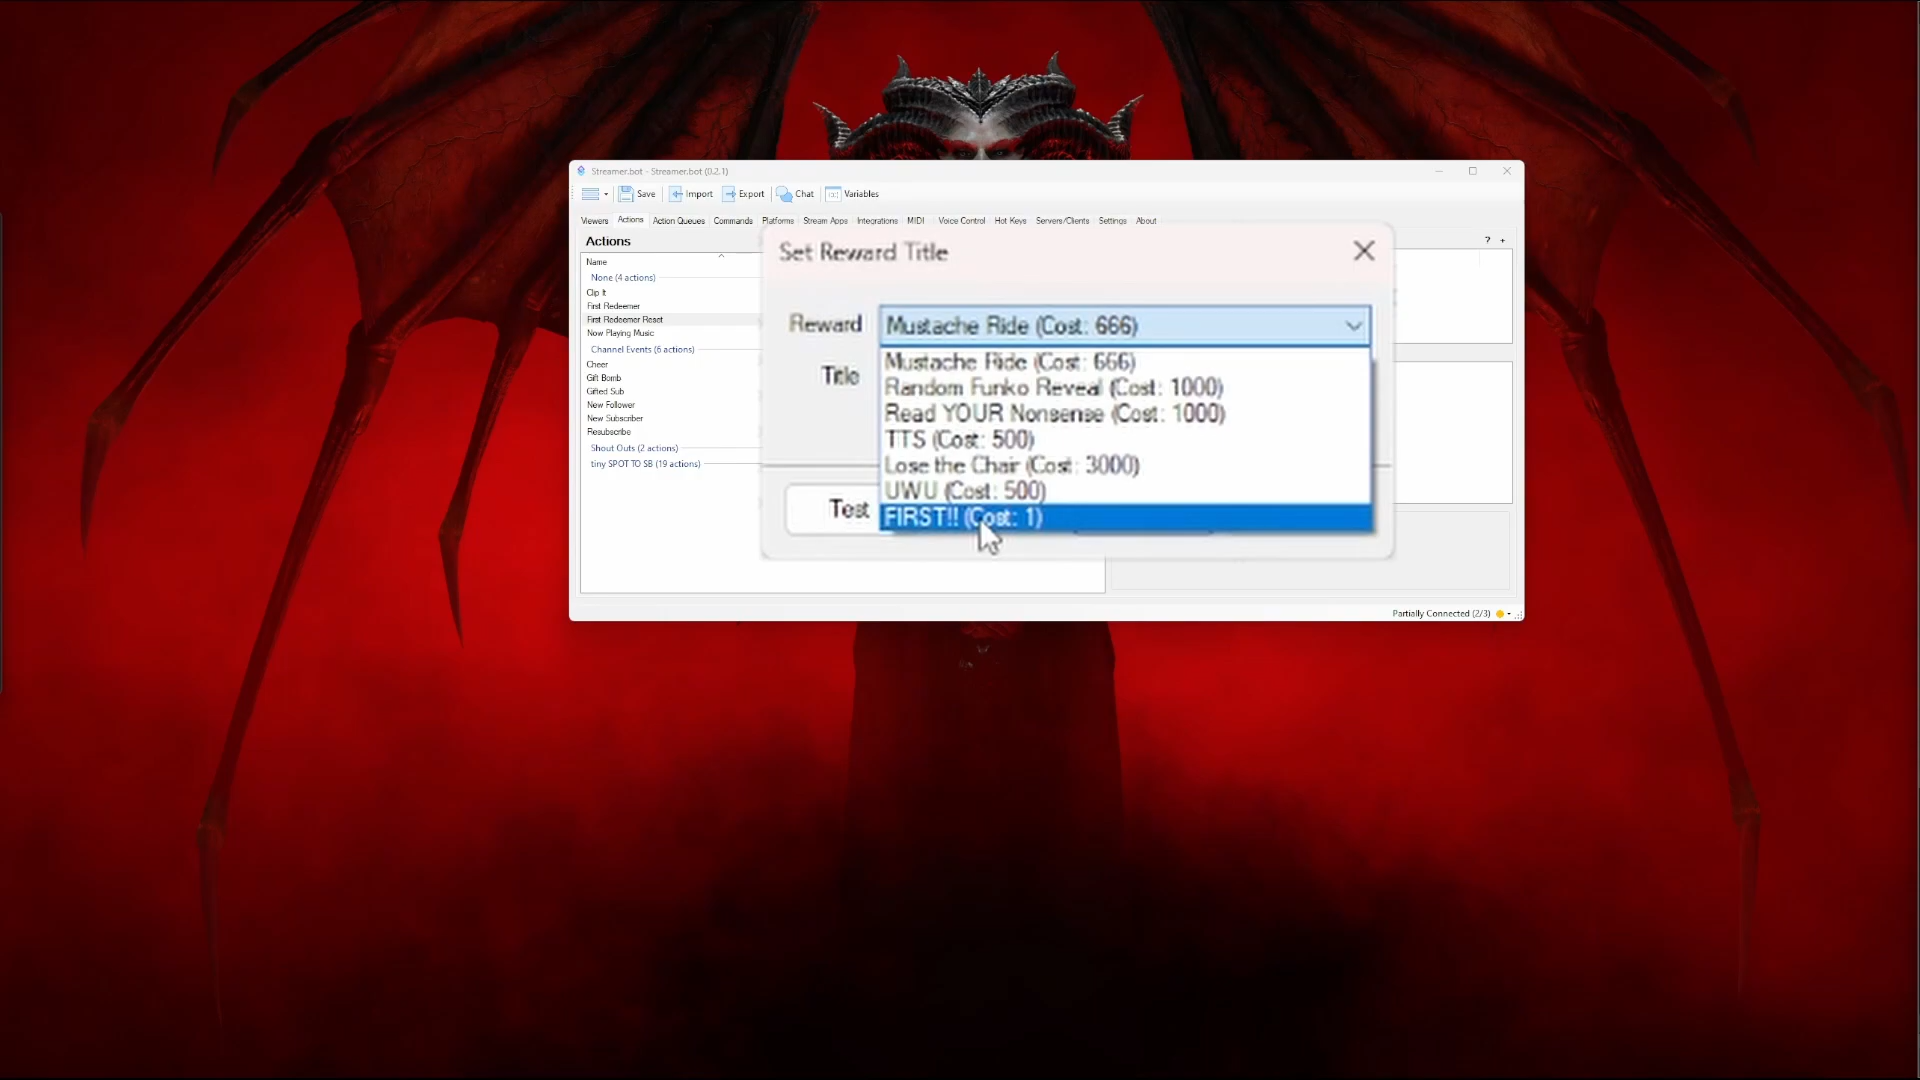 Streamer.bot - Streamer.bot (0.2.1)
Save Import Export Chat Variables
Viewers Actions Action Queues Commands Platforms Stream Apps Integrations MIDI Voice Control Hot Keys Servers/Clients Settings About
Actions
? +
Name
None (4 actions)
Clip It
First Redeemer
First Redeemer Reset
Now Playing Music
Channel Events (6 actions)
Cheer
Gift Bomb
Gifted Sub
New Follower
New Subscriber
Resubscribe
Shout Outs (2 actions)
tiny SPOT TO SB (19 actions)
Set Reward Title
Reward Mustache Ride (Cost: 666)
Title
Mustache Ride (Cost: 666)
Random Funko Reveal (Cost: 1000)
Read YOUR Nonsense (Cost: 1000)
TTS (Cost: 500)
Lose the Chair (Cost: 3000)
UWU (Cost: 500)
FIRST!! (Cost: 1)
Test
Partially Connected (2/3)